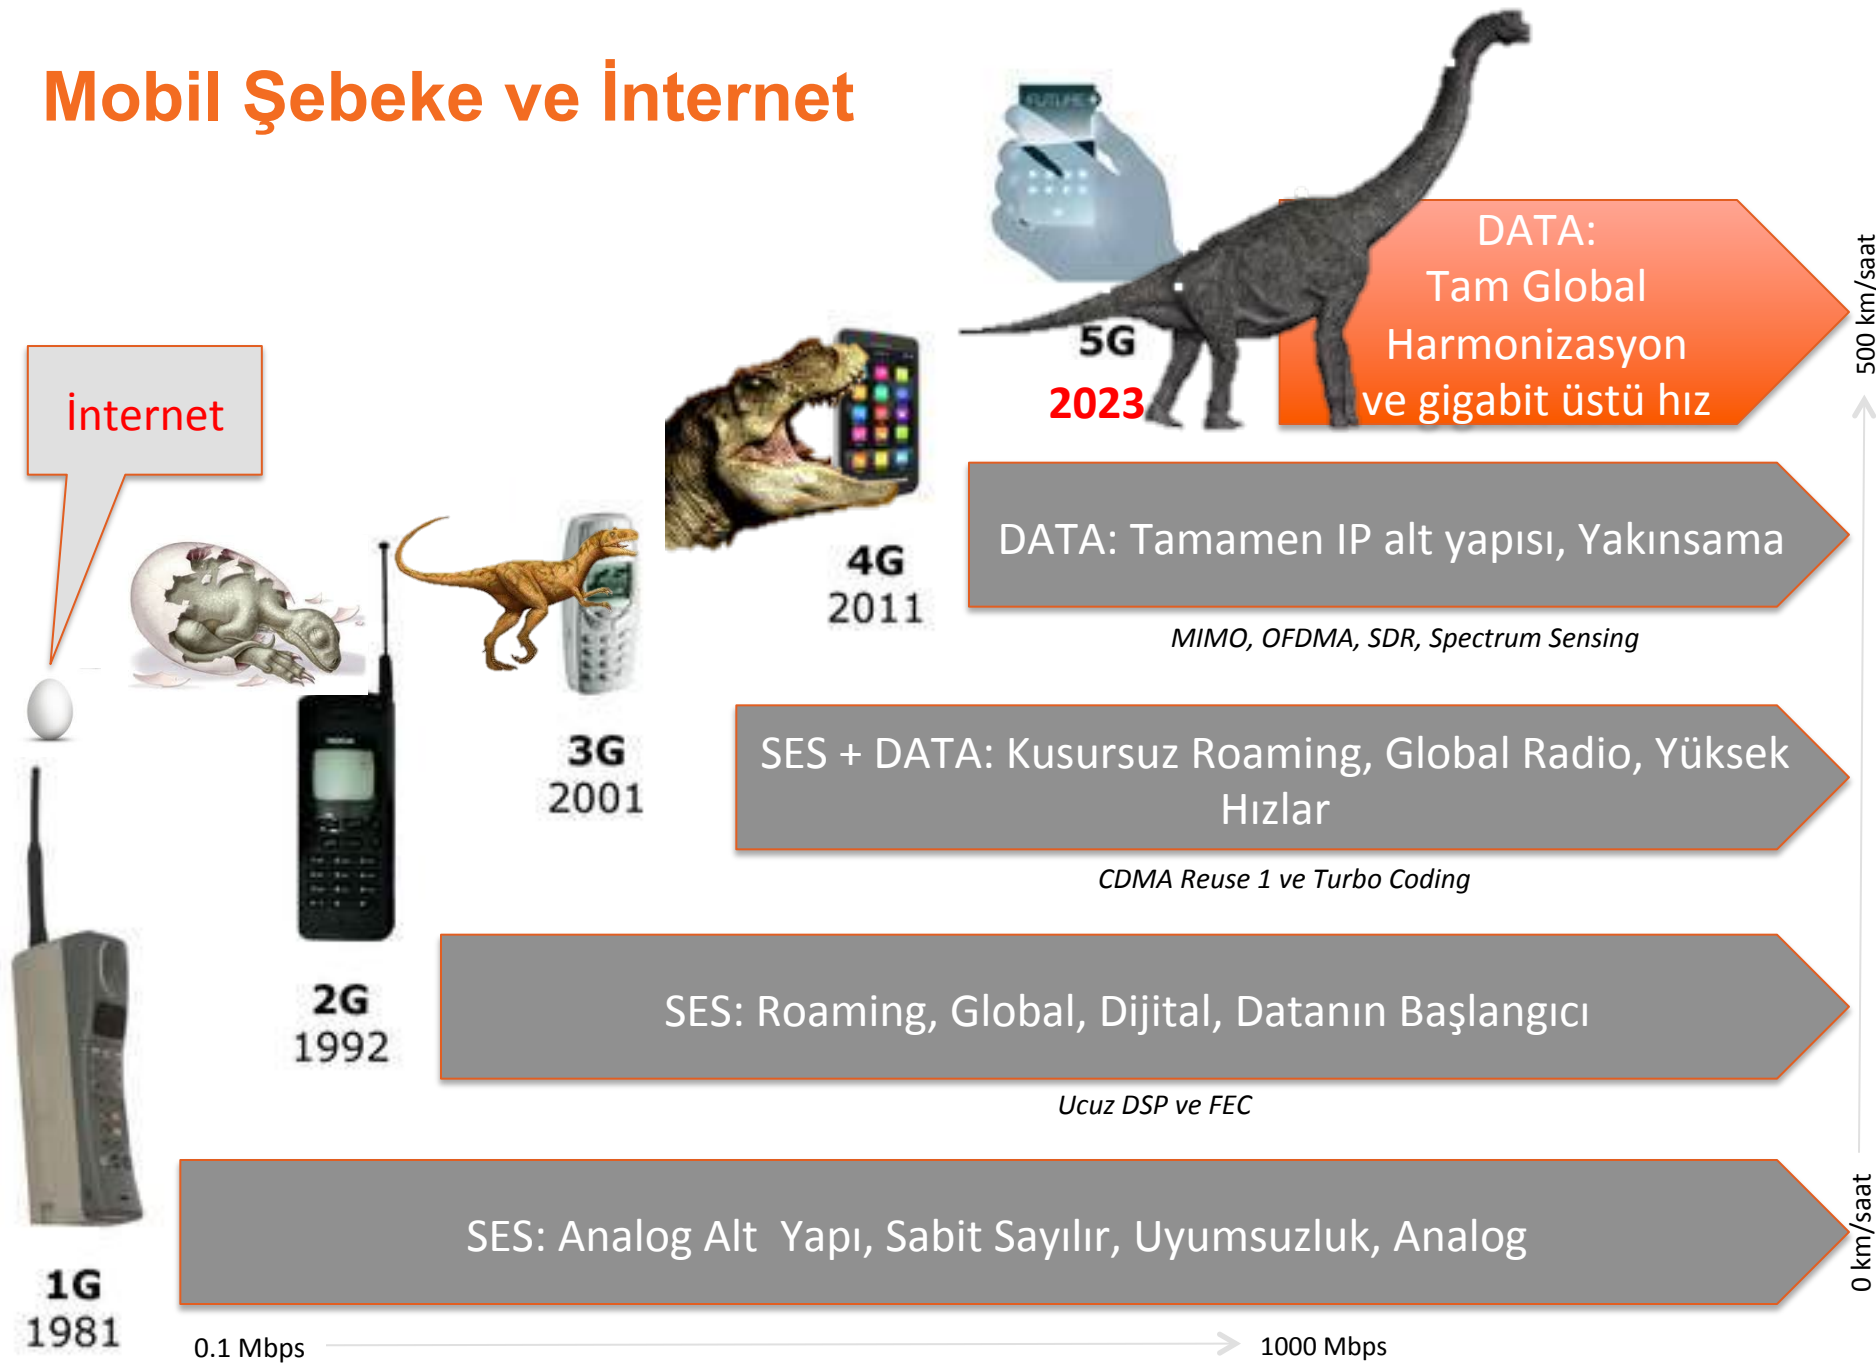 Mobil Şebeke ve İnternet
FUTURE
DATA:
Tam Global
Harmonizasyon
ve gigabit üstü hız
500 km/saat
5G
2023
İnternet
DATA: Tamamen IP alt yapısı, Yakınsama
4G
2011
MIMO, OFDMA, SDR, Spectrum Sensing
SES + DATA: Kusursuz Roaming, Global Radio, Yüksek
Hızlar
3G
2001
CDMA Reuse 1 ve Turbo Coding
SES: Roaming, Global, Dijital, Datanın Başlangıcı
2G
1992
Ucuz DSP ve FEC
SES: Analog Alt  Yapı, Sabit Sayılır, Uyumsuzluk, Analog
0 km/saat
1G
1981
0.1 Mbps
1000 Mbps